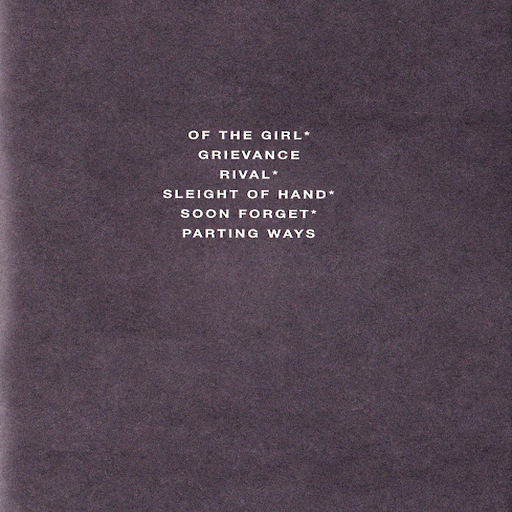 OF THE GIRL*
GRIEVANCE
RIVAL*
SLEIGHT OF HAND*
SOON FORGET*
PARTING WAYS